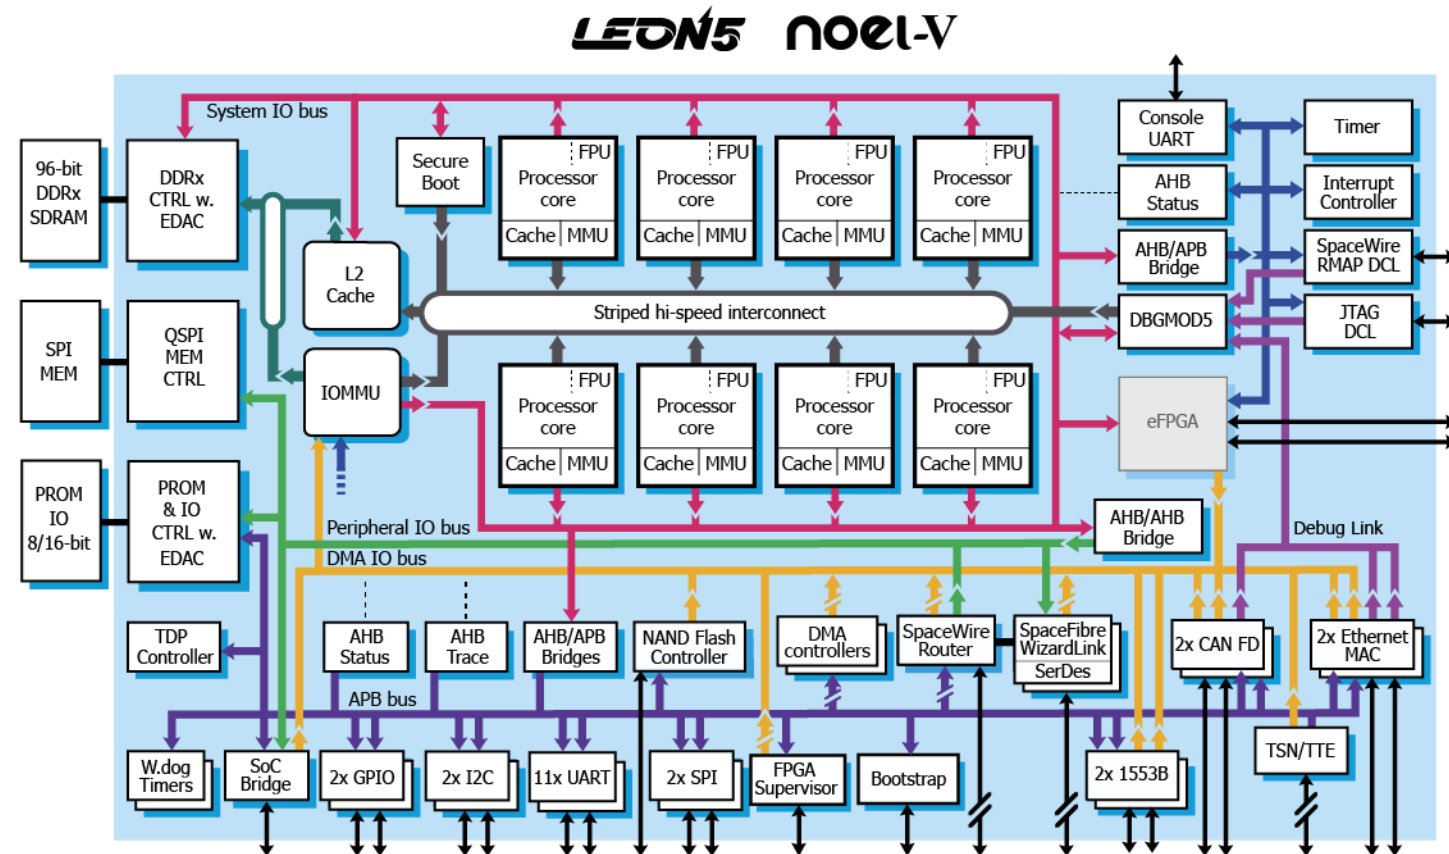 LEON5 noel-V
System IO bus
96-bit
DDRx
SDRAM
DDRx
CTRL w.
EDAC
Secure
Boot
FPU
Processor
core
Cache MMU
FPU
Processor
core
Cache MMU
FPU
Processor
core
Cache MMU
FPU
Processor
core
Cache MMU
Console
UART
Timer
AHB
Status
Interrupt
Controller
AHB/APB
Bridge
SpaceWire
RMAP DCL
L2
Cache
Striped hi-speed interconnect
DBGMOD5
JTAG
DCL
SPI
MEM
QSPI
MEM
CTRL
IOMMU
FPU
Processor
core
Cache MMU
FPU
Processor
core
Cache MMU
FPU
Processor
core
Cache MMU
FPU
Processor
core
Cache MMU
eFPGA
PROM
IO
8/16-bit
PROM
& IO
CTRL w.
EDAC
Peripheral IO bus
DMA IO bus
AHB/AHB
Bridge
Debug Link
TDP
Controller
AHB
Status
AHB
Trace
AHB/APB
Bridges
NAND Flash
Controller
DMA
controllers
SpaceWire
Router
SpaceFibre
WizardLink
SerDes
2x CAN FD
2x Ethernet
MAC
APB bus
W.dog
Timers
SoC
Bridge
2x GPIO
2x I2C
11x UART
2x SPI
FPGA
Supervisor
Bootstrap
2x 1553B
TSN/TTE